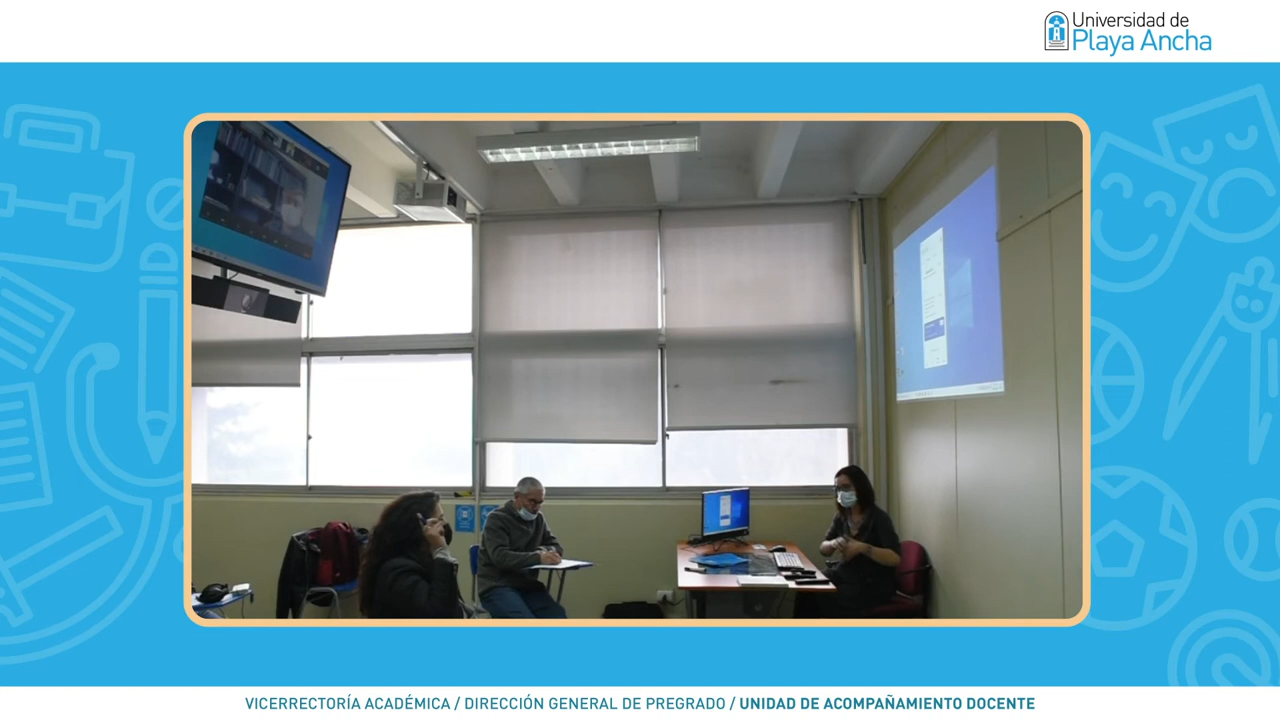 Universidad de
Playa Ancha
VICERRECTORÍA ACADÉMICA / DIRECCIÓN GENERAL DE PREGRADO / UNIDAD DE ACOMPAÑAMIENTO DOCENTE